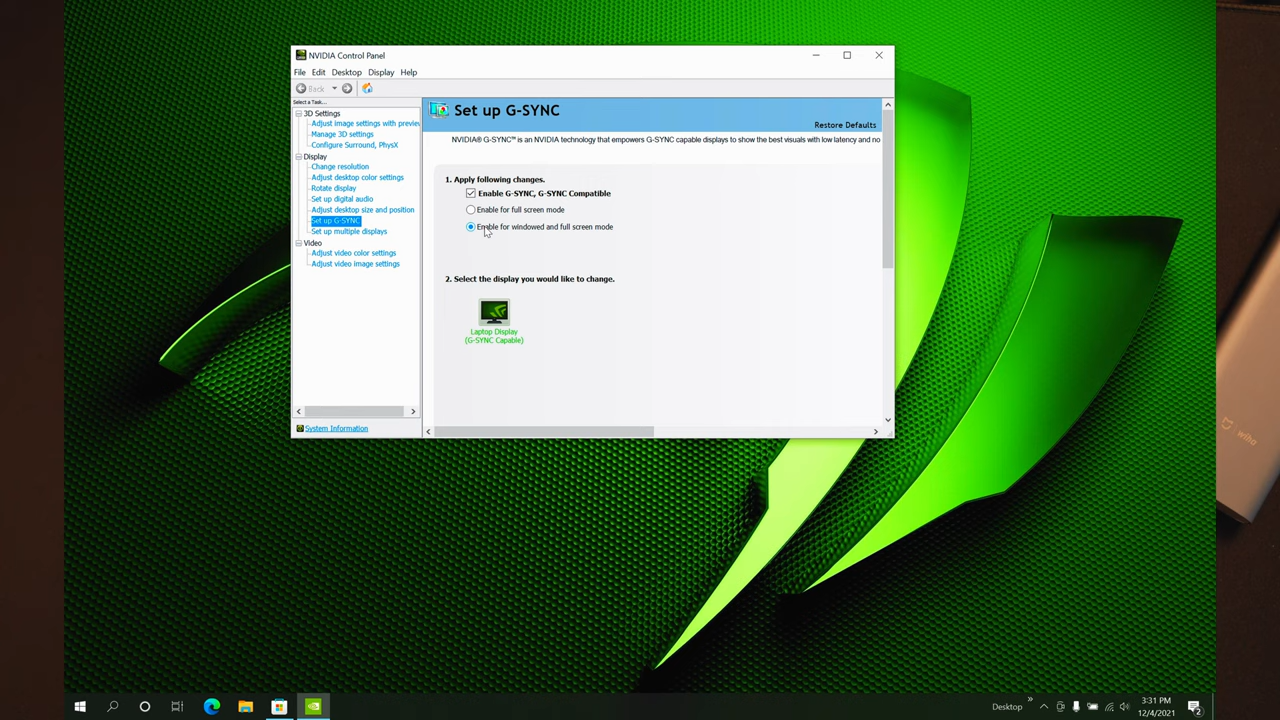 NVIDIA Control Panel
File Edit Desktop Display Help
Back
Select a Task...
3D Settings
Adjust image settings with preview
Manage 3D settings
Configure Surround, PhysX
Display
Change resolution
Adjust desktop color settings
Rotate display
Set up digital audio
Adjust desktop size and position
Set up G-SYNC
Set up multiple displays
Video
Adjust video color settings
Adjust video image settings
System Information
Set up G-SYNC
Restore Defaults
NVIDIA® G-SYNC™ is an NVIDIA technology that empowers G-SYNC capable displays to show the best visuals with low latency and no
1. Apply following changes.
Enable G-SYNC, G-SYNC Compatible
Enable for full screen mode
Enable for windowed and full screen mode
2. Select the display you would like to change.
Laptop Display
(G-SYNC Capable)
wiha
Desktop
3:31 PM
12/4/2021
2